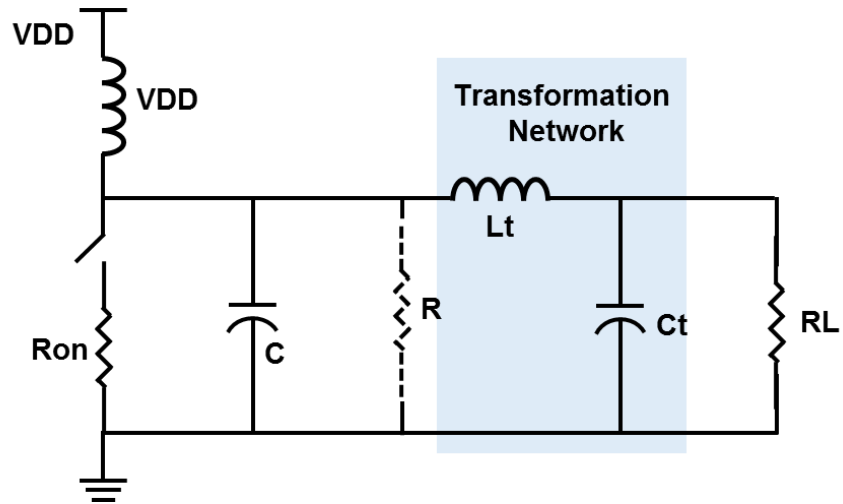 VDD
VDD
Transformation
Network
Lt
Ron
C
R
Ct
RL